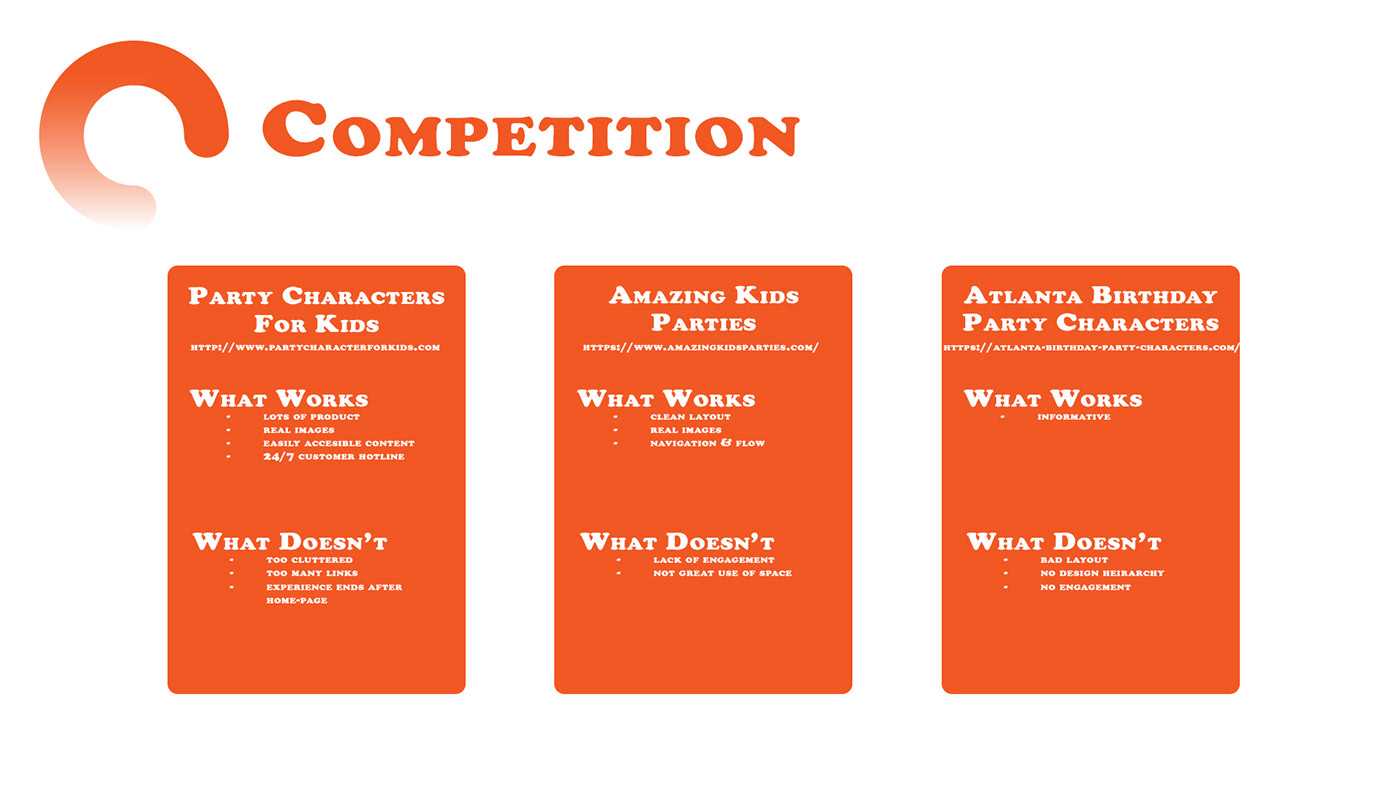 Competition
Party Characters
For Kids
http://www.partycharacterforkids.com
What Works
- lots of product
- real images
- easily accesible content
- 24/7 customer hotline
What Doesn't
- too cluttered
- too many links
- experience ends after
home-page
Amazing Kids
Parties
https://www.amazingkidsparties.com/
What Works
- clean layout
- real images
- navigation & flow
What Doesn't
- lack of engagement
- not great use of space
Atlanta Birthday
Party Characters
https://atlanta-birthday-party-characters.com/
What Works
- informative
What Doesn't
- bad layout
- no design heirarchy
- no engagement